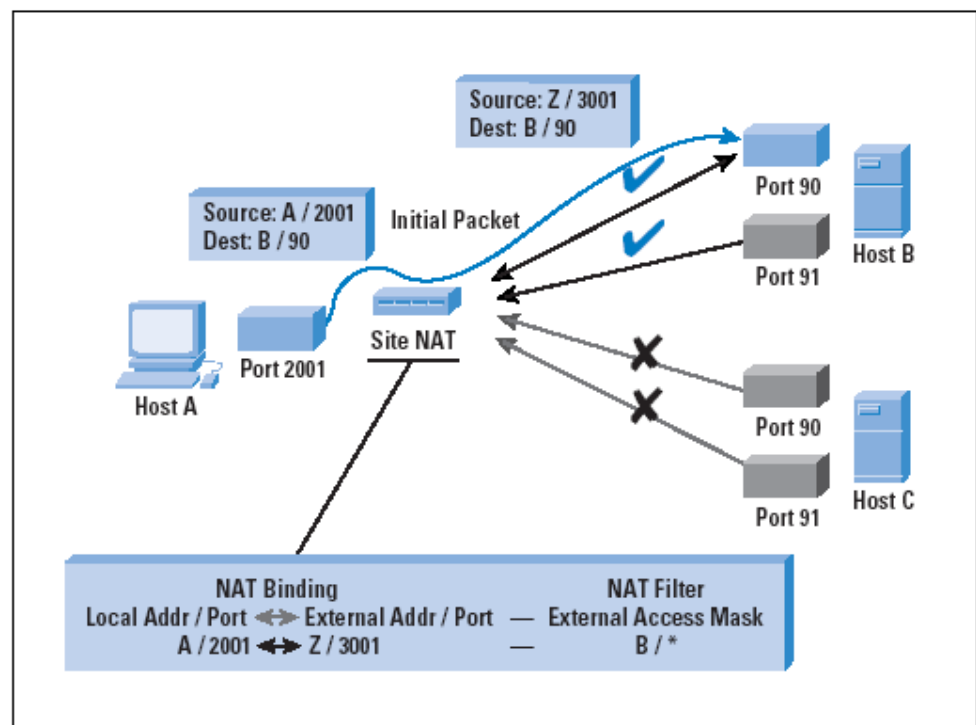 Source: Z / 3001
Dest: B / 90
Port 90
Source: A / 2001
Dest: B / 90
Initial Packet
Host B
Port 91
Site NAT
Port 2001
Host A
Port 90
Host C
Port 91
NAT Binding NAT Filter
Local Addr / Port External Addr / Port — External Access Mask
A / 2001 Z / 3001 — B / *